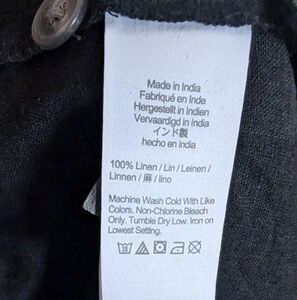 Made in India
Fabriqué en Inde
Hergestellt in Indien
Vervaardigd in India
インド製
hecho en india
100% Linen / Lin / Leinen /
Linnen / 麻 / lino
Machine Wash Cold With Like
Colors. Non-Chlorine Bleach
Only. Tumble Dry Low. Iron on
Lowest Setting.